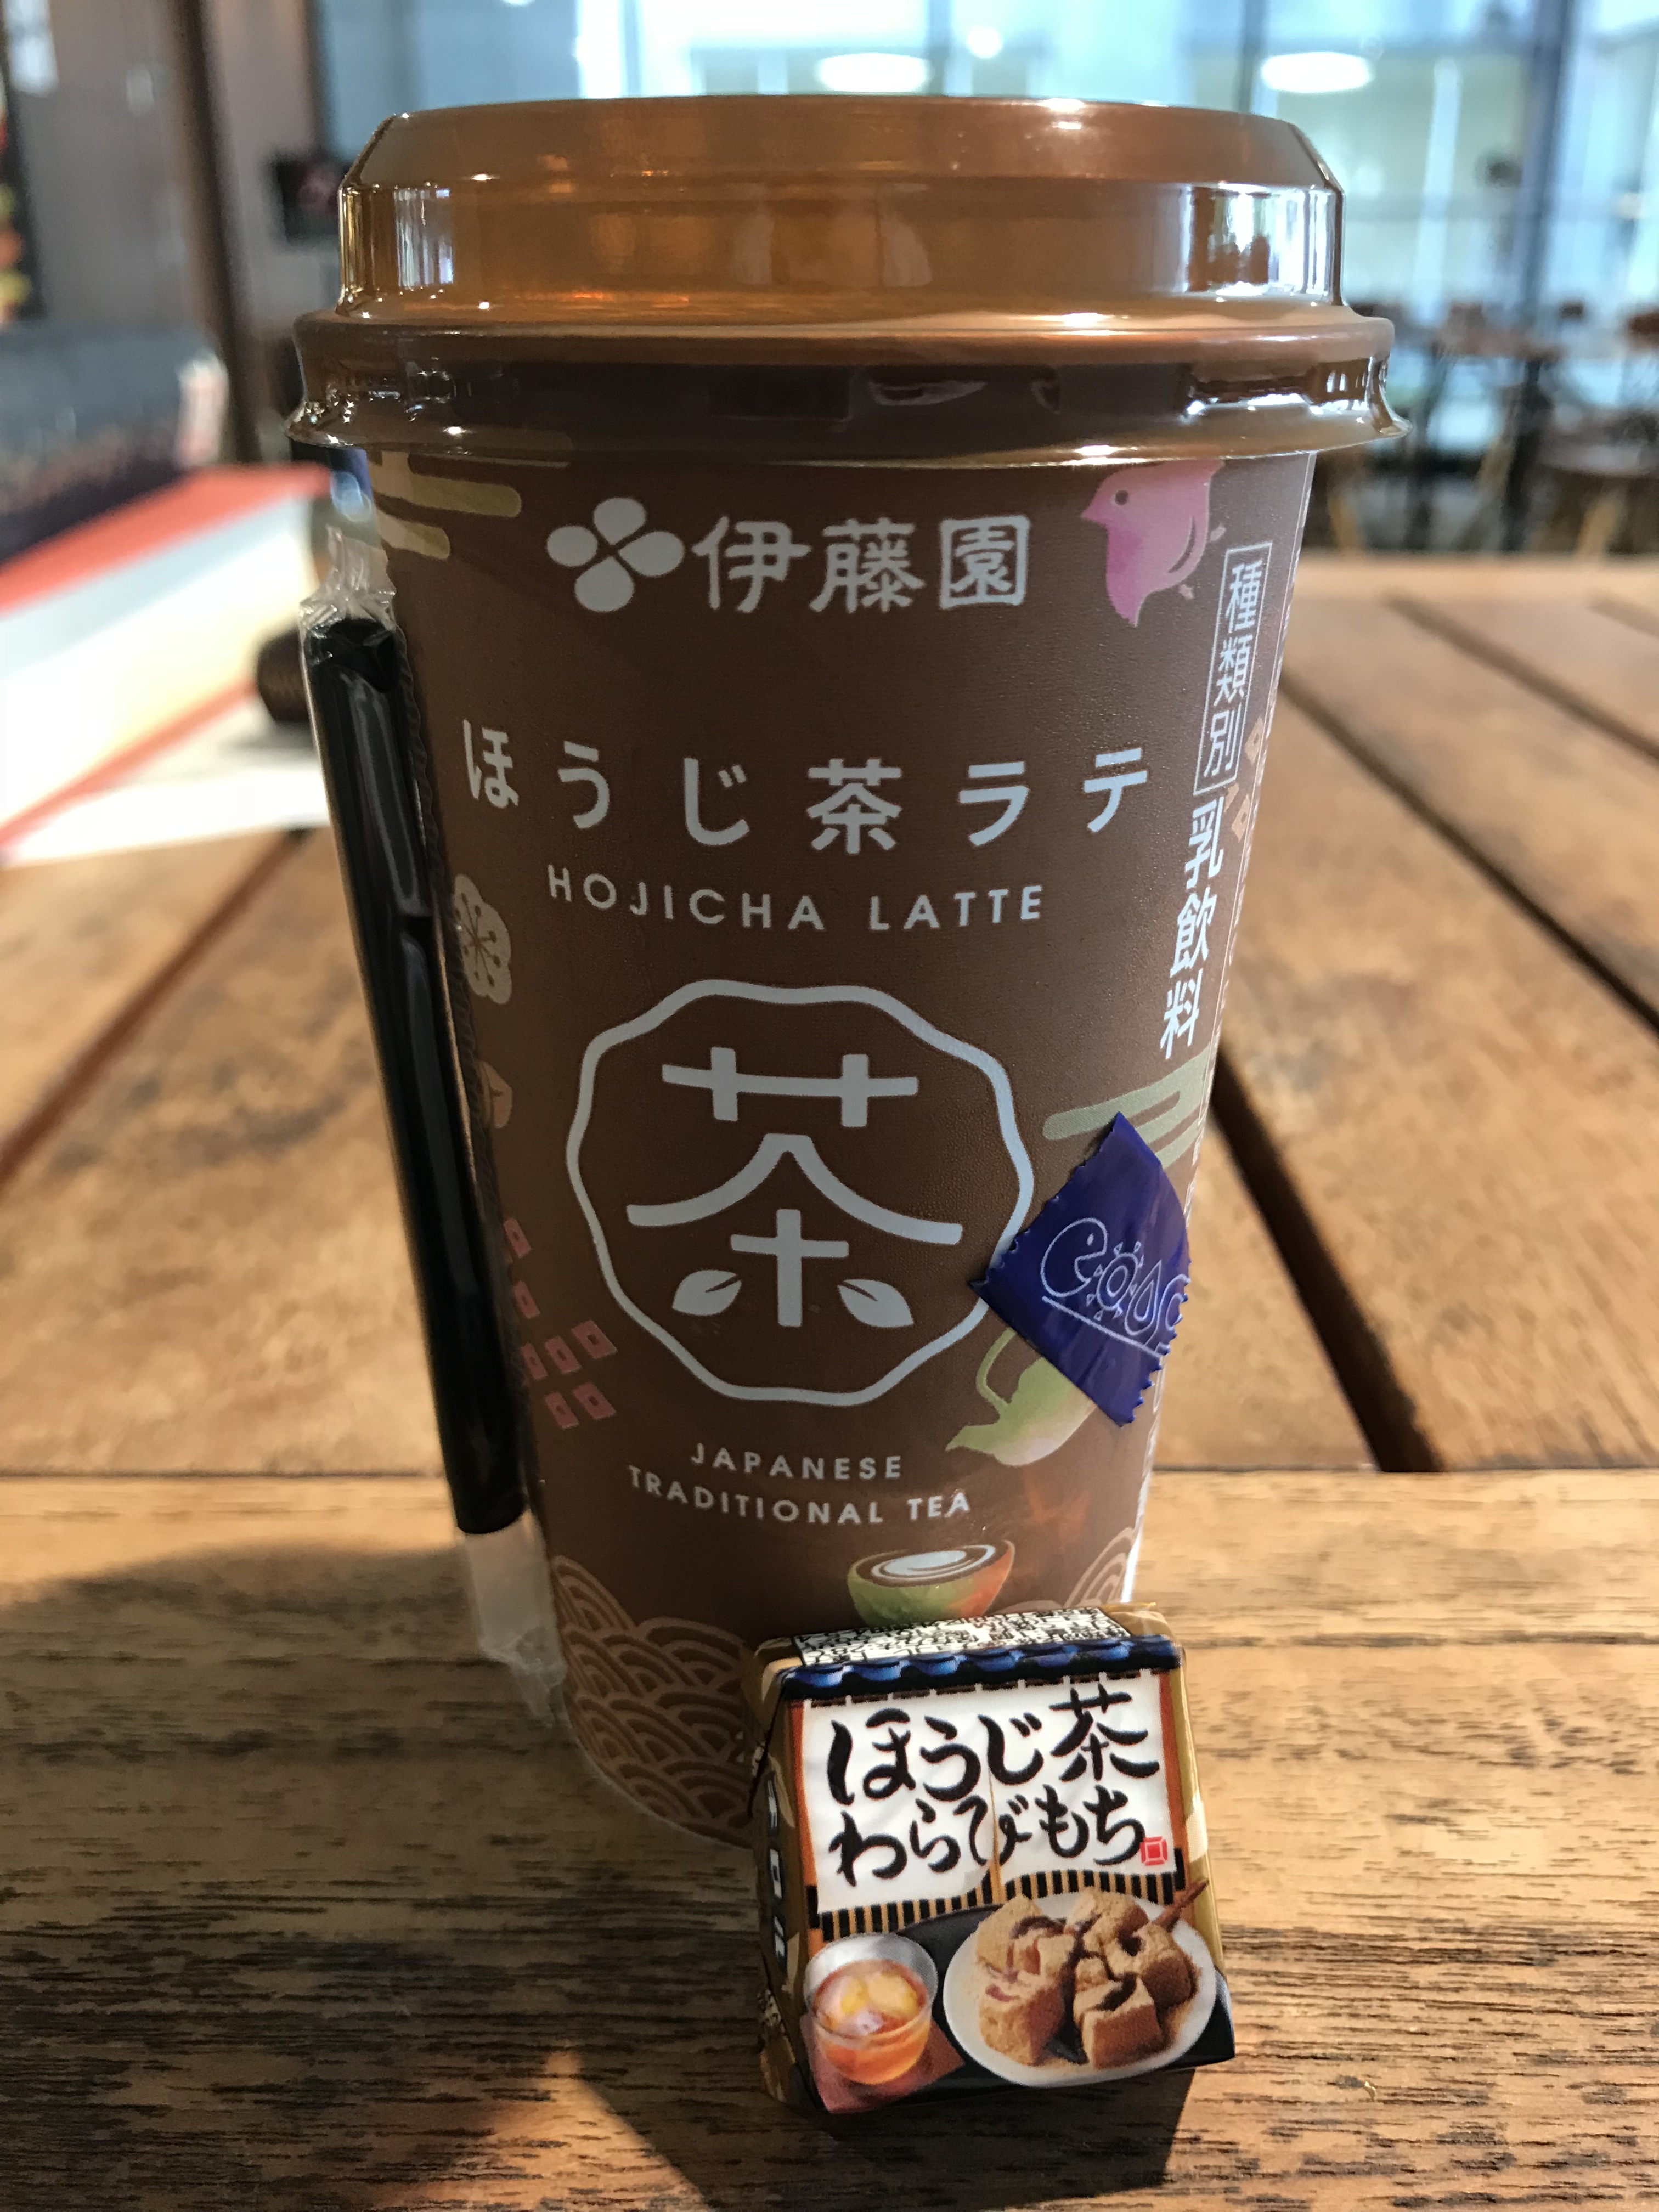 伊藤園
ほうじ茶ラテ
HOJICHA LATTE
茶
JAPANESE
TRADITIONAL TEA
種類別 乳飲料
ほうじ茶
わらびもち